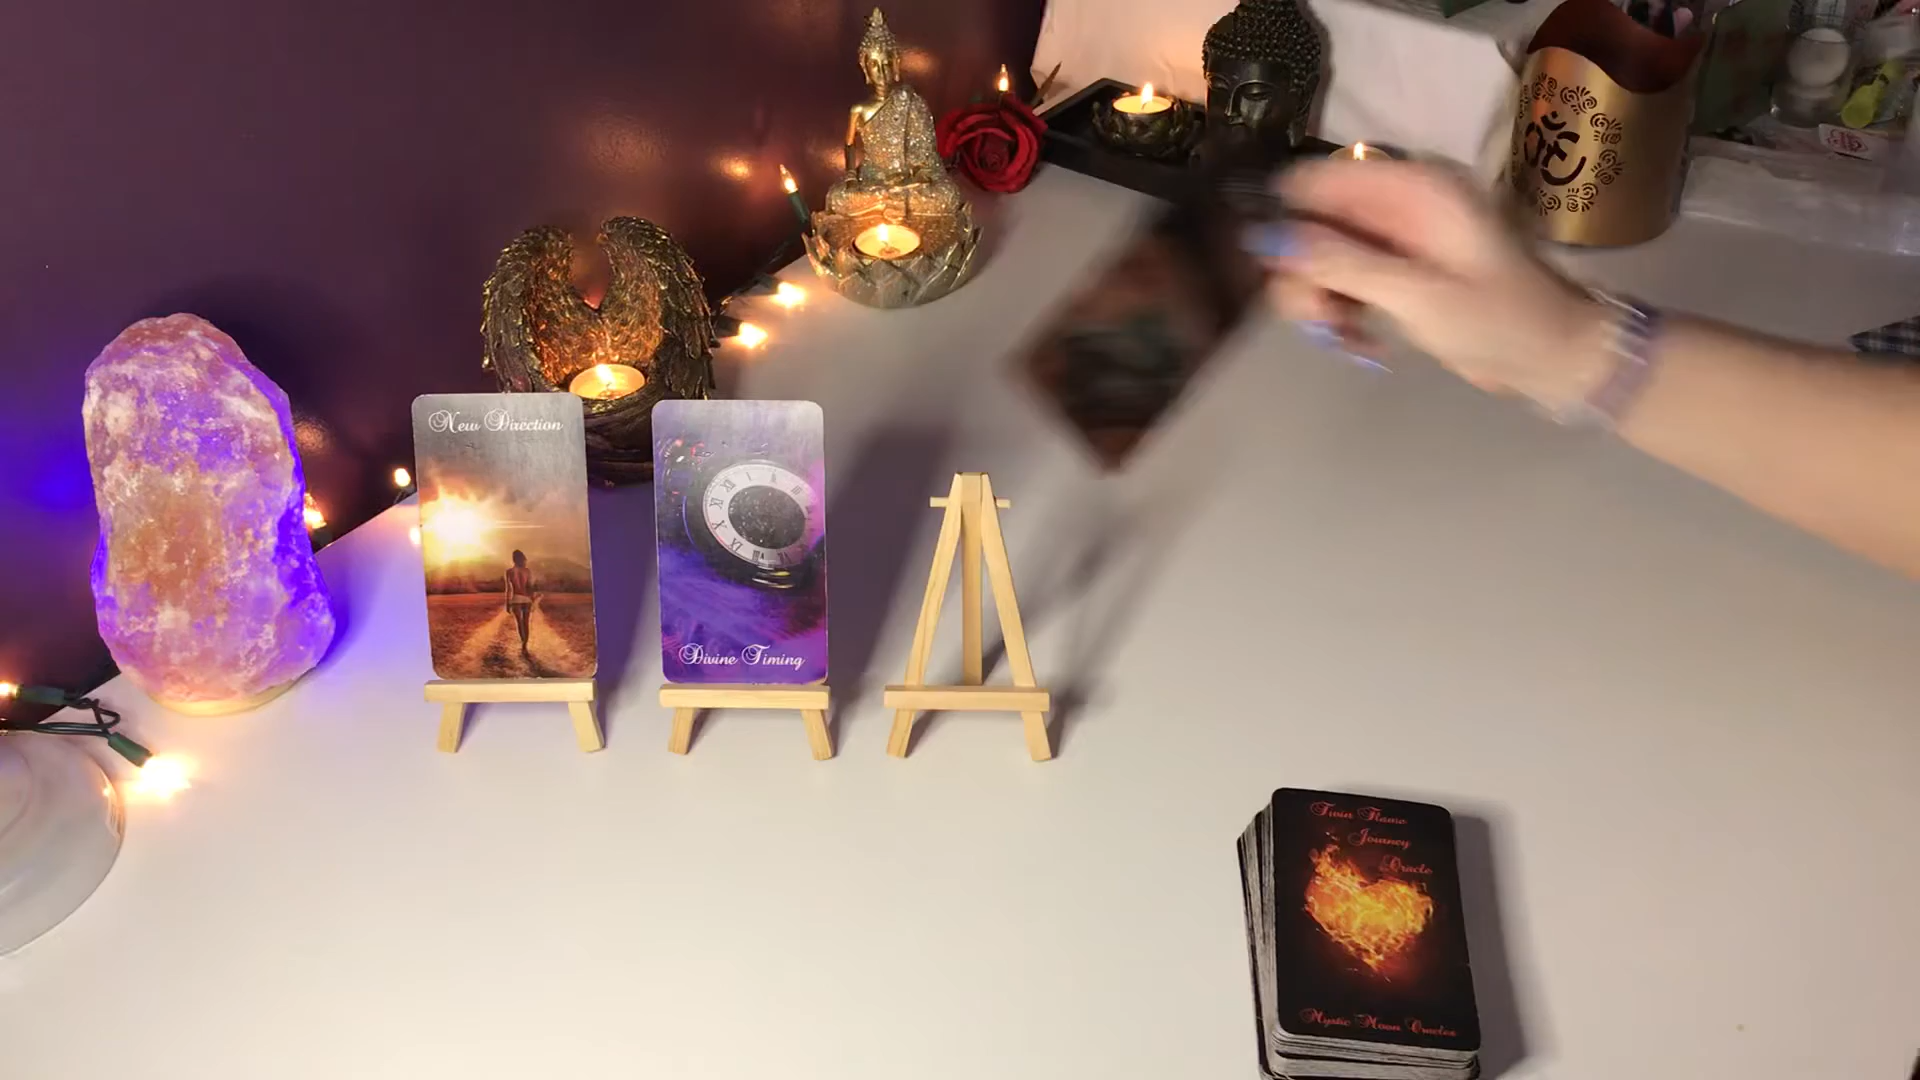 New Direction
Divine Timing
Twin Flame
Journey
Oracle
Mystic Moon Oracles